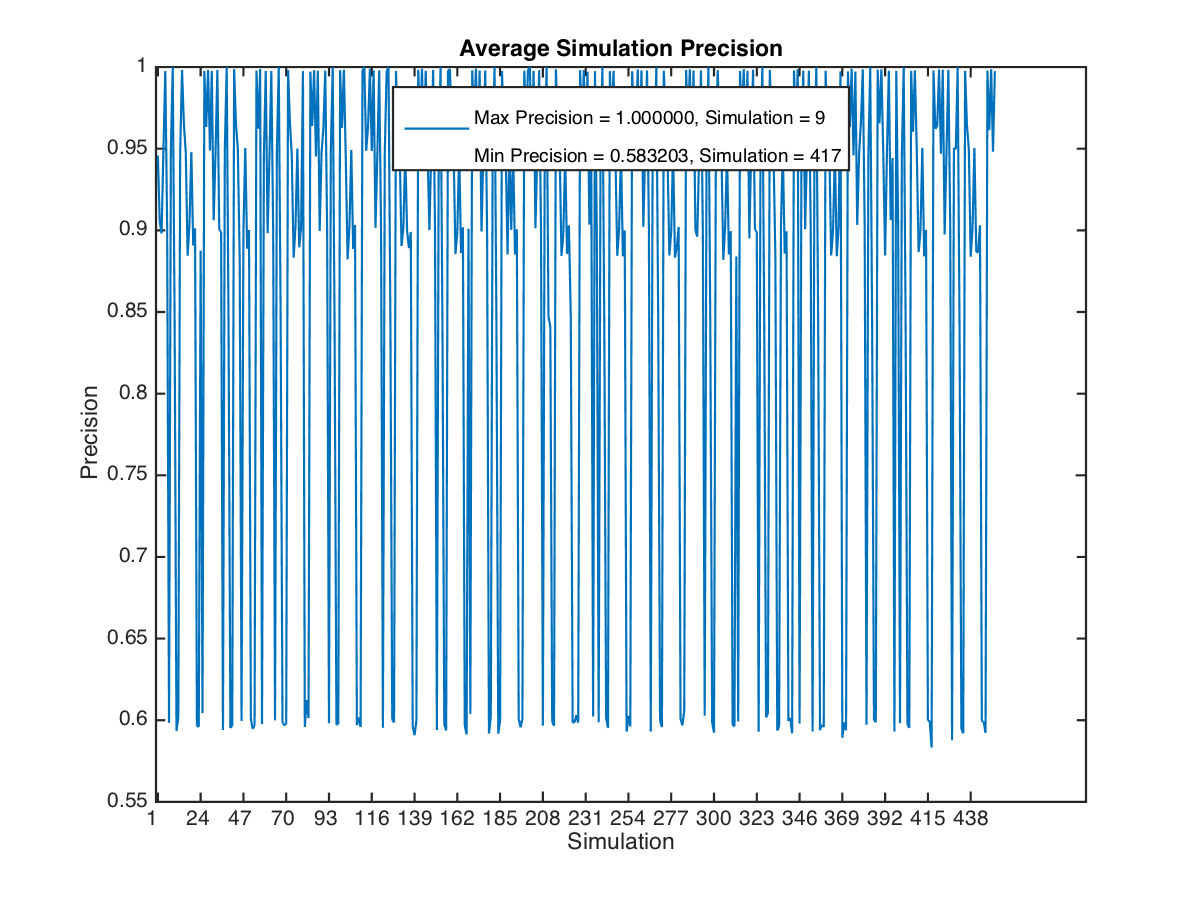 Average Simulation Precision
Max Precision = 1.000000, Simulation = 9
Min Precision = 0.583203, Simulation = 417
Precision
1
0.95
0.9
0.85
0.8
0.75
0.7
0.65
0.6
0.55
1 24 47 70 93 116 139 162 185 208 231 254 277 300 323 346 369 392 415 438
Simulation